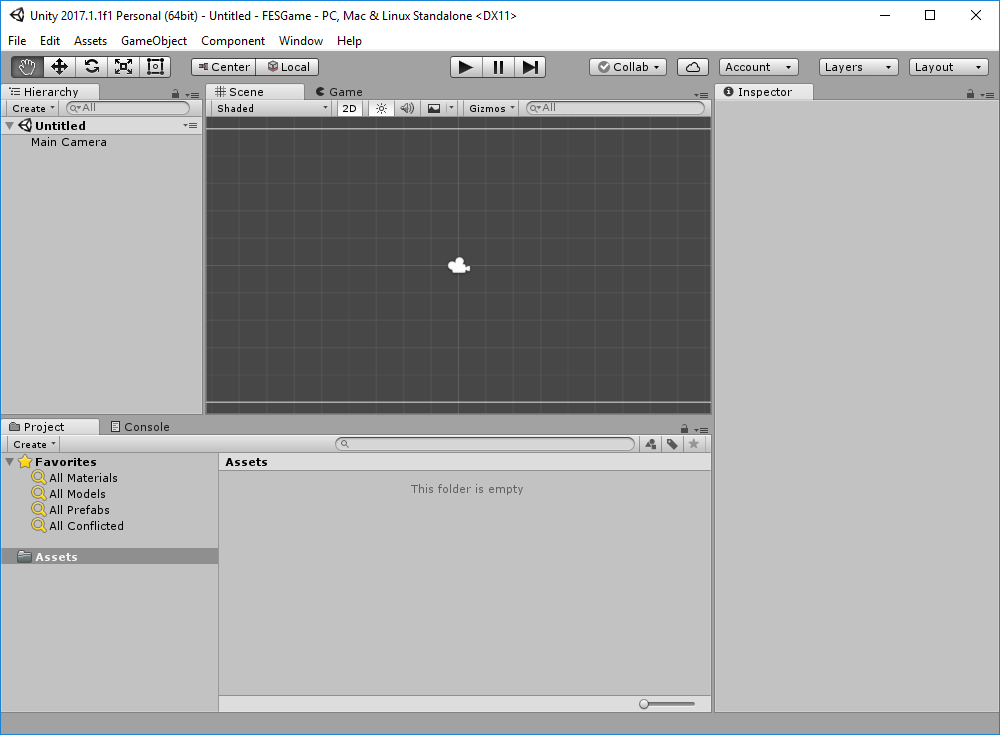 Unity 2017.1.1f1 Personal (64bit) - Untitled - FESGame - PC, Mac & Linux Standalone <DX11>
File Edit Assets GameObject Component Window Help
Center Local Collab Account Layers Layout
Hierarchy
Create All
Untitled
Main Camera
Scene Game
Shaded 2D Gizmos All
Inspector
Project Console
Create
Favorites
All Materials
All Models
All Prefabs
All Conflicted
Assets
Assets
This folder is empty